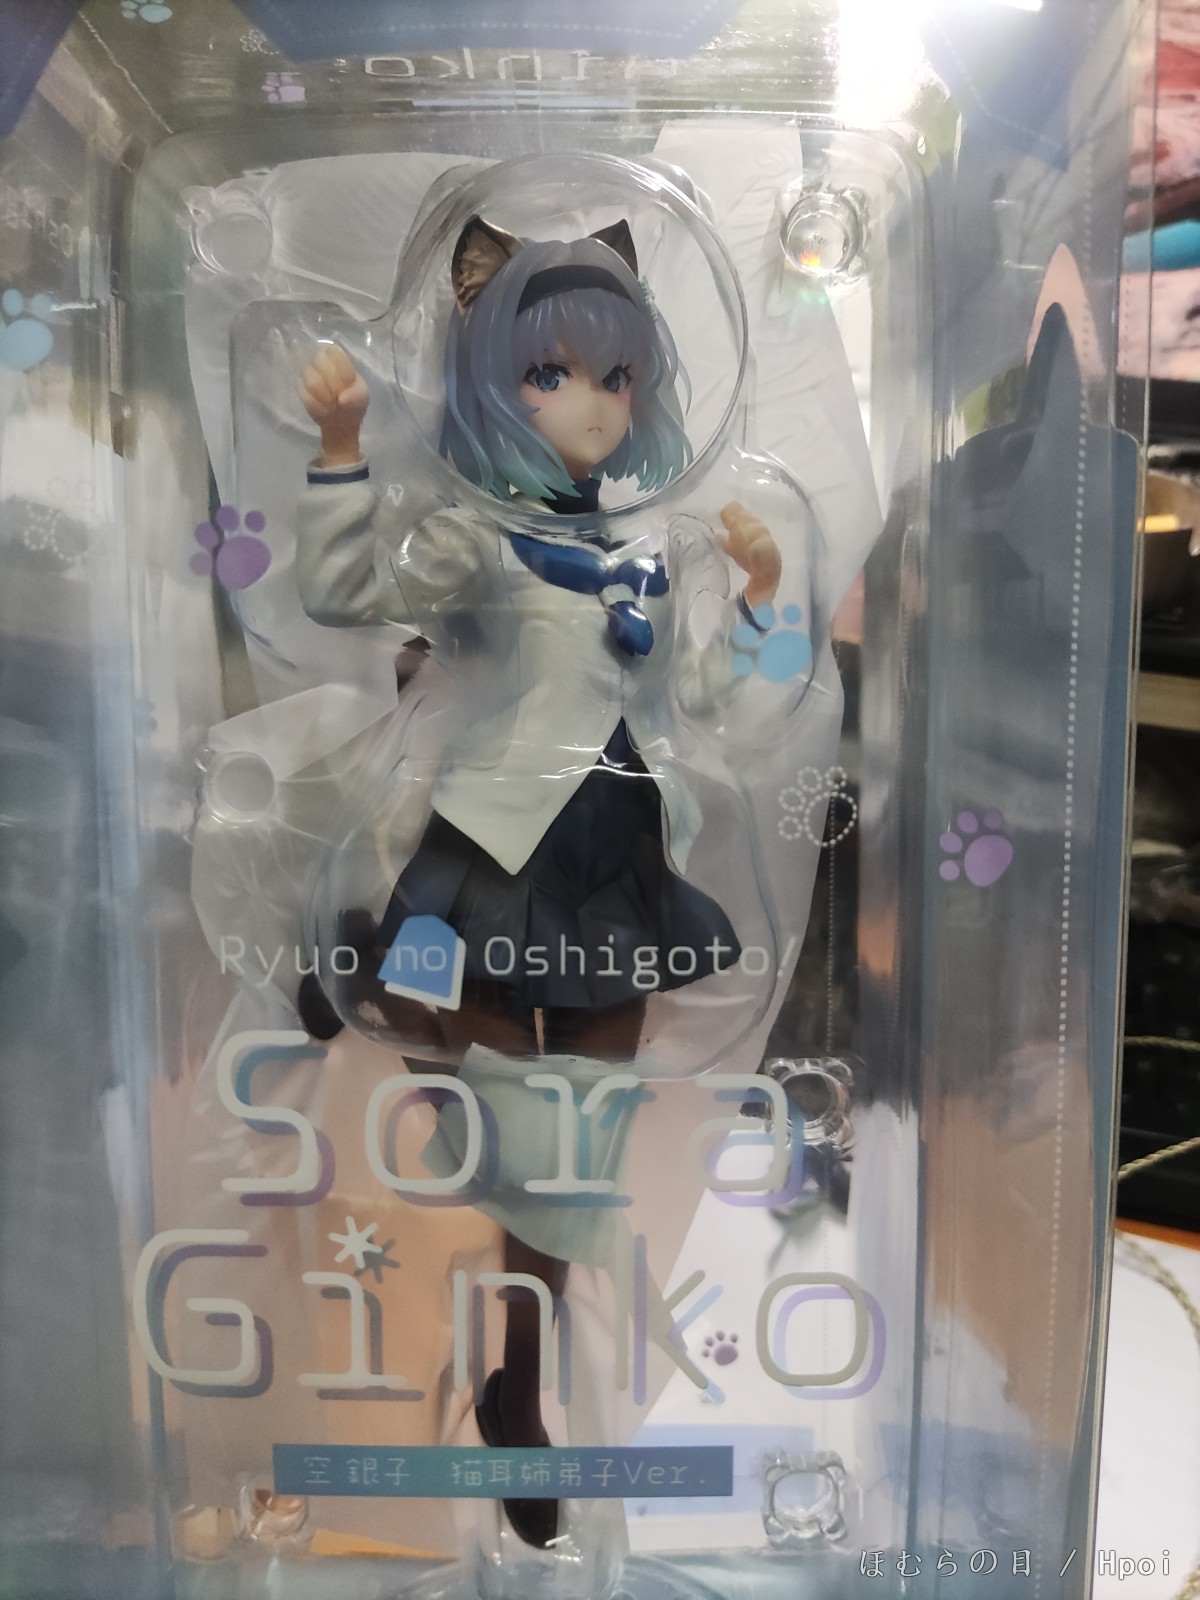 Ryuo no Oshigoto!
Sora
Ginko
空 銀子 猫耳姉弟子Ver.
ほむらの目 / Hpoi